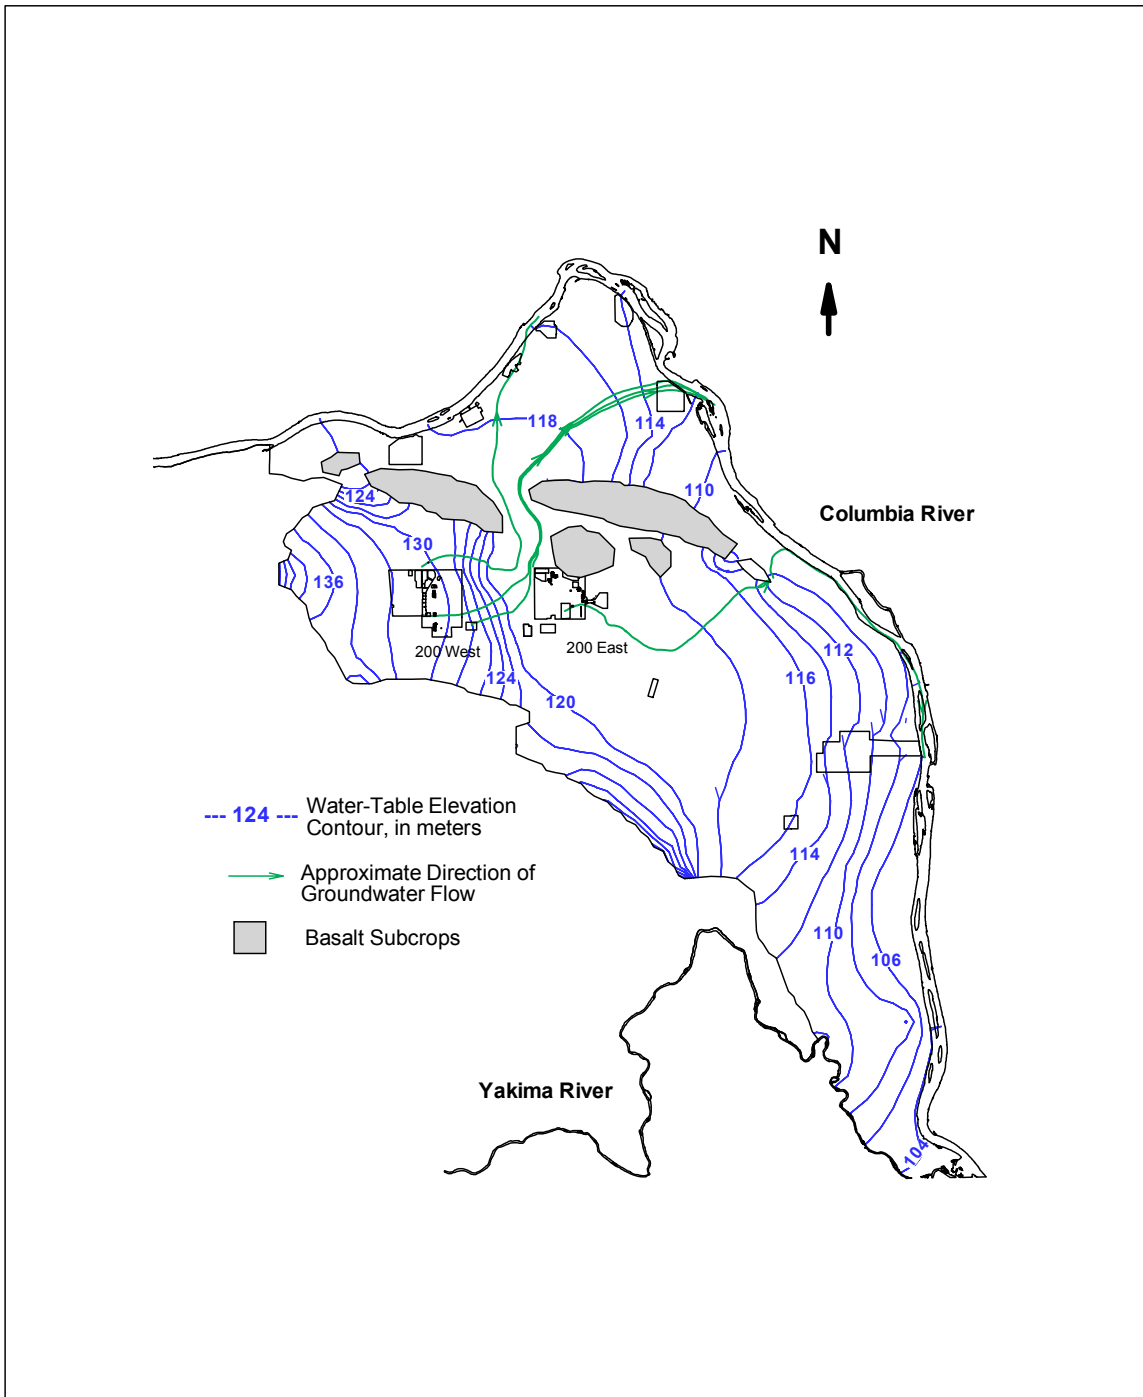 N
118
114
110
Columbia River
124
130
136
200 West
200 East
112
116
124
120
--- 124 --- Water-Table Elevation
Contour, in meters
Approximate Direction of
Groundwater Flow
Basalt Subcrops
114
110
106
Yakima River
104